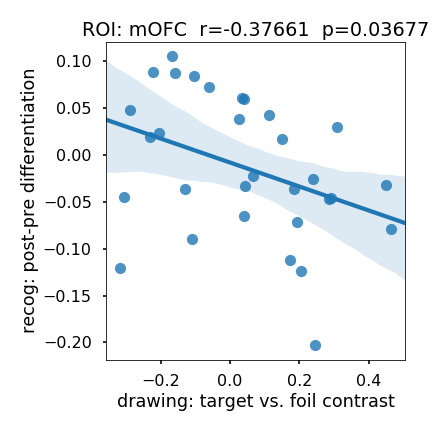 ROI: mOFC  r=-0.37661  p=0.03677
recog: post-pre differentiation
0.10
0.05
0.00
−0.05
−0.10
−0.15
−0.20
−0.2 0.0 0.2 0.4
drawing: target vs. foil contrast